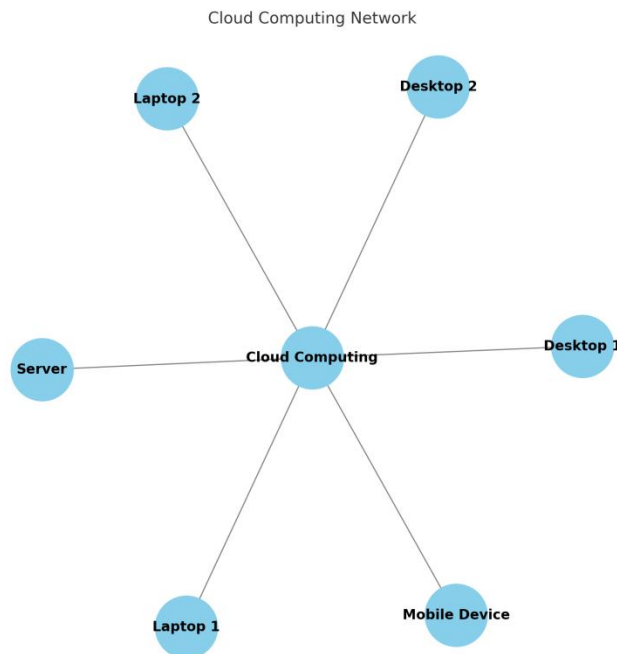 Cloud Computing Network
Laptop 2
Desktop 2
Cloud Computing
Desktop 1
Server
Laptop 1
Mobile Device